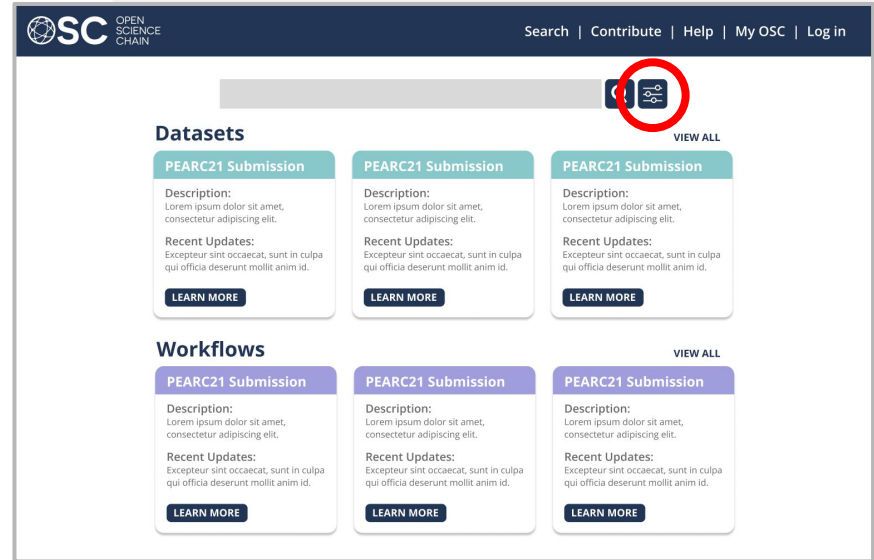 OSC OPEN SCIENCE CHAIN
Search | Contribute | Help | My OSC | Log in
Datasets
VIEW ALL
PEARC21 Submission
Description:
Lorem ipsum dolor sit amet,
consectetur adipiscing elit.
Recent Updates:
Excepteur sint occaecat, sunt in culpa
qui officia deserunt mollit anim id.
LEARN MORE
PEARC21 Submission
Description:
Lorem ipsum dolor sit amet,
consectetur adipiscing elit.
Recent Updates:
Excepteur sint occaecat, sunt in culpa
qui officia deserunt mollit anim id.
LEARN MORE
PEARC21 Submission
Description:
Lorem ipsum dolor sit amet,
consectetur adipiscing elit.
Recent Updates:
Excepteur sint occaecat, sunt in culpa
qui officia deserunt mollit anim id.
LEARN MORE
Workflows
VIEW ALL
PEARC21 Submission
Description:
Lorem ipsum dolor sit amet,
consectetur adipiscing elit.
Recent Updates:
Excepteur sint occaecat, sunt in culpa
qui officia deserunt mollit anim id.
LEARN MORE
PEARC21 Submission
Description:
Lorem ipsum dolor sit amet,
consectetur adipiscing elit.
Recent Updates:
Excepteur sint occaecat, sunt in culpa
qui officia deserunt mollit anim id.
LEARN MORE
PEARC21 Submission
Description:
Lorem ipsum dolor sit amet,
consectetur adipiscing elit.
Recent Updates:
Excepteur sint occaecat, sunt in culpa
qui officia deserunt mollit anim id.
LEARN MORE